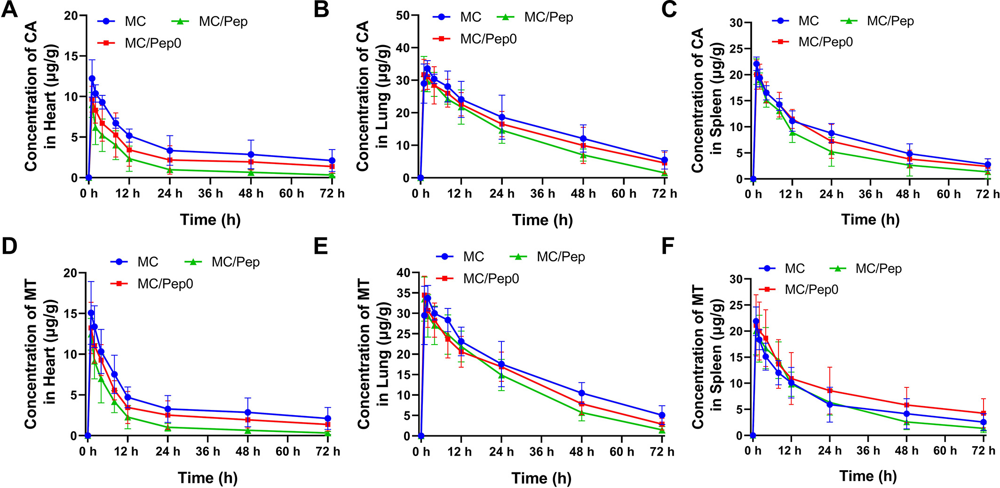 A
Concentration of CA
in Heart (µg/g)
MC
MC/Pep
MC/Pep0
20
15
10
5
0
0 h
12 h
24 h
36 h
48 h
60 h
72 h
Time (h)
B
Concentration of CA
in Lung (µg/g)
MC
MC/Pep
MC/Pep0
50
40
30
20
10
0
0 h
12 h
24 h
36 h
48 h
60 h
72 h
Time (h)
C
Concentration of CA
in Spleen (µg/g)
MC
MC/Pep
MC/Pep0
30
25
20
15
10
5
0
0 h
12 h
24 h
36 h
48 h
60 h
72 h
Time (h)
D
Concentration of MT
in Heart (µg/g)
MC
MC/Pep
MC/Pep0
20
15
10
5
0
0 h
12 h
24 h
36 h
48 h
60 h
72 h
Time (h)
E
Concentration of MT
in Lung (µg/g)
MC
MC/Pep
MC/Pep0
40
35
30
25
20
15
10
5
0
0 h
12 h
24 h
36 h
48 h
60 h
72 h
Time (h)
F
Concentration of MT
in Spleen (µg/g)
MC
MC/Pep
MC/Pep0
30
25
20
15
10
5
0
0 h
12 h
24 h
36 h
48 h
60 h
72 h
Time (h)